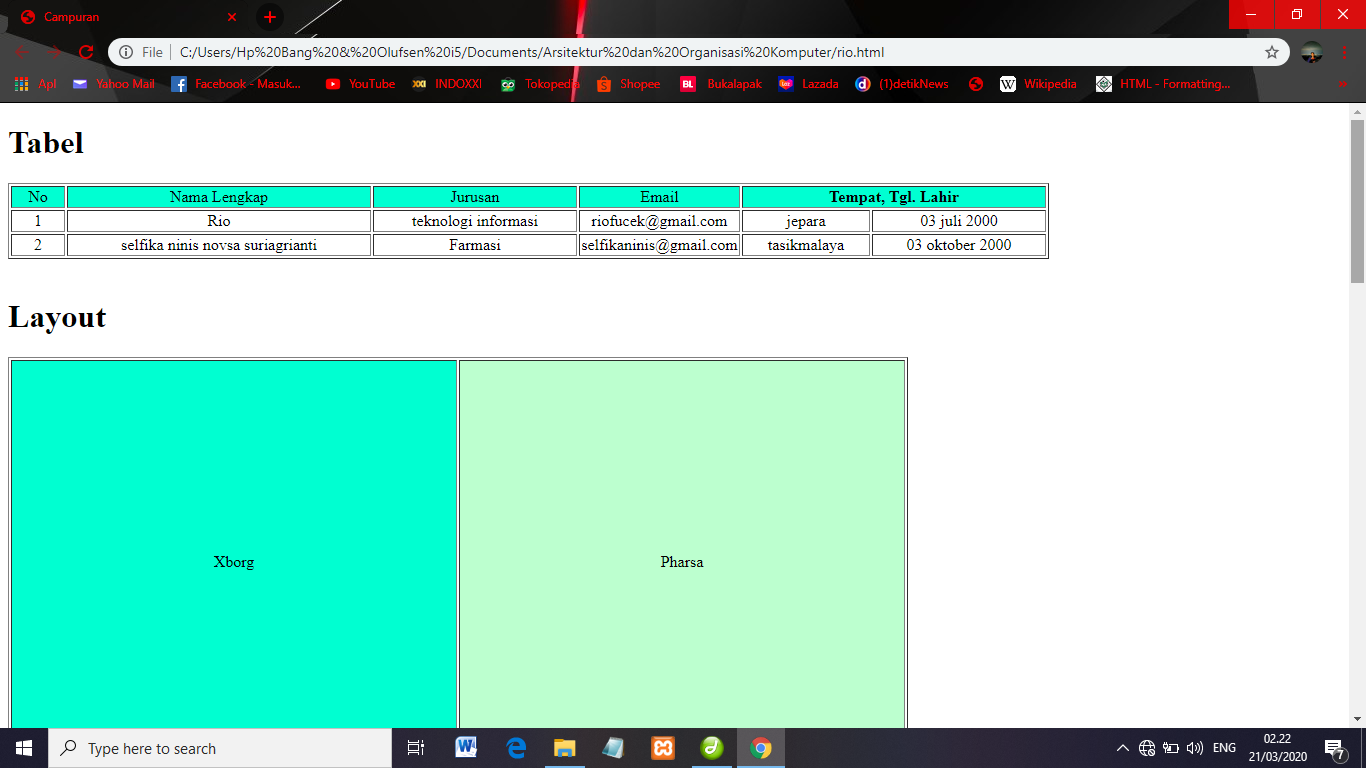 Campuran
File C:/Users/Hp%20Bang%20&%20Olufsen%20i5/Documents/Arsitektur%20dan%20Organisasi%20Komputer/rio.html
Apl Yahoo Mail Facebook - Masuk... YouTube INDOXXI Tokopedia Shopee BL Bukalapak Lazada (1)detikNews W Wikipedia HTML - Formatting...
Tabel
No Nama Lengkap Jurusan Email Tempat, Tgl. Lahir
1 Rio teknologi informasi riofucek@gmail.com jepara 03 juli 2000
2 selfika ninis novsa suriagrianti Farmasi selfikaninis@gmail.com tasikmalaya 03 oktober 2000
Layout
Xborg Pharsa
Type here to search
ENG 02.22
21/03/2020 7